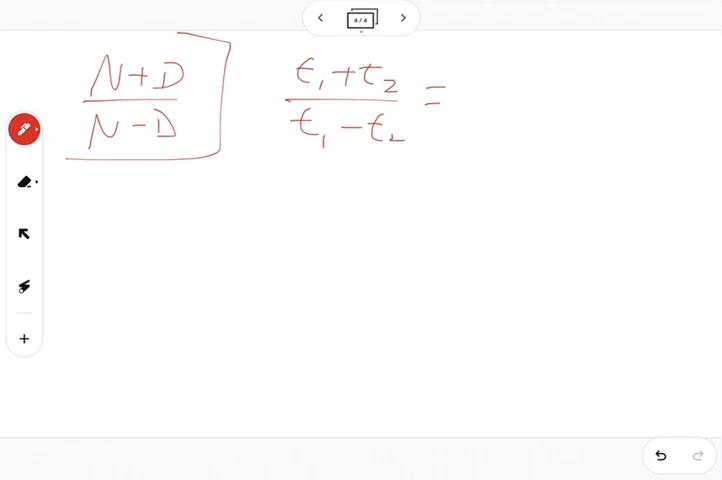 4 / 4
N+D
N-D
t₁+t₂
t₁-t₂
=